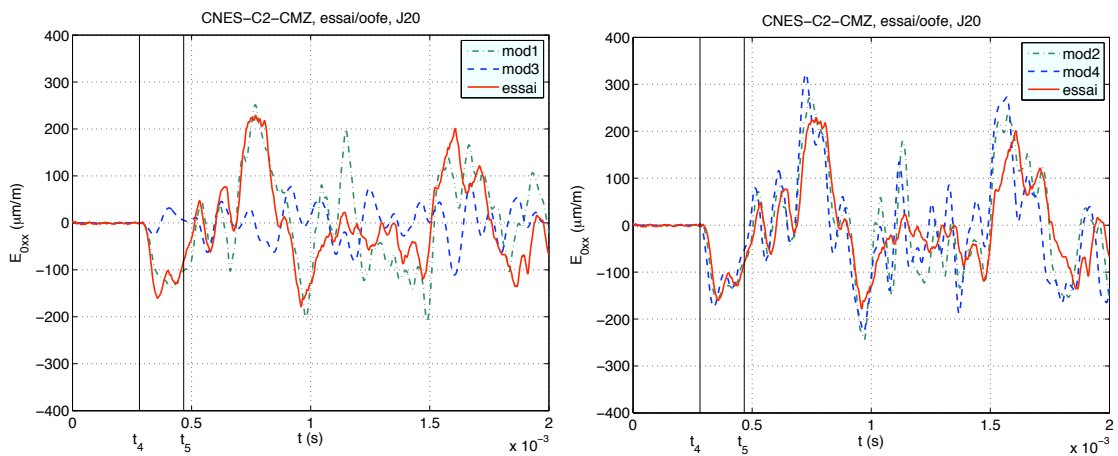 CNES-C2-CMZ, essai/oofe, J20
400
300
200
100
0
-100
-200
-300
-400
E0xx (μm/m)
mod1
mod3
essai
0
0.5
1
1.5
2
t4
t5
t (s)
x 10-3
CNES-C2-CMZ, essai/oofe, J20
400
300
200
100
0
-100
-200
-300
-400
E0xx (μm/m)
mod2
mod4
essai
0
0.5
1
1.5
2
t4
t5
t (s)
x 10-3